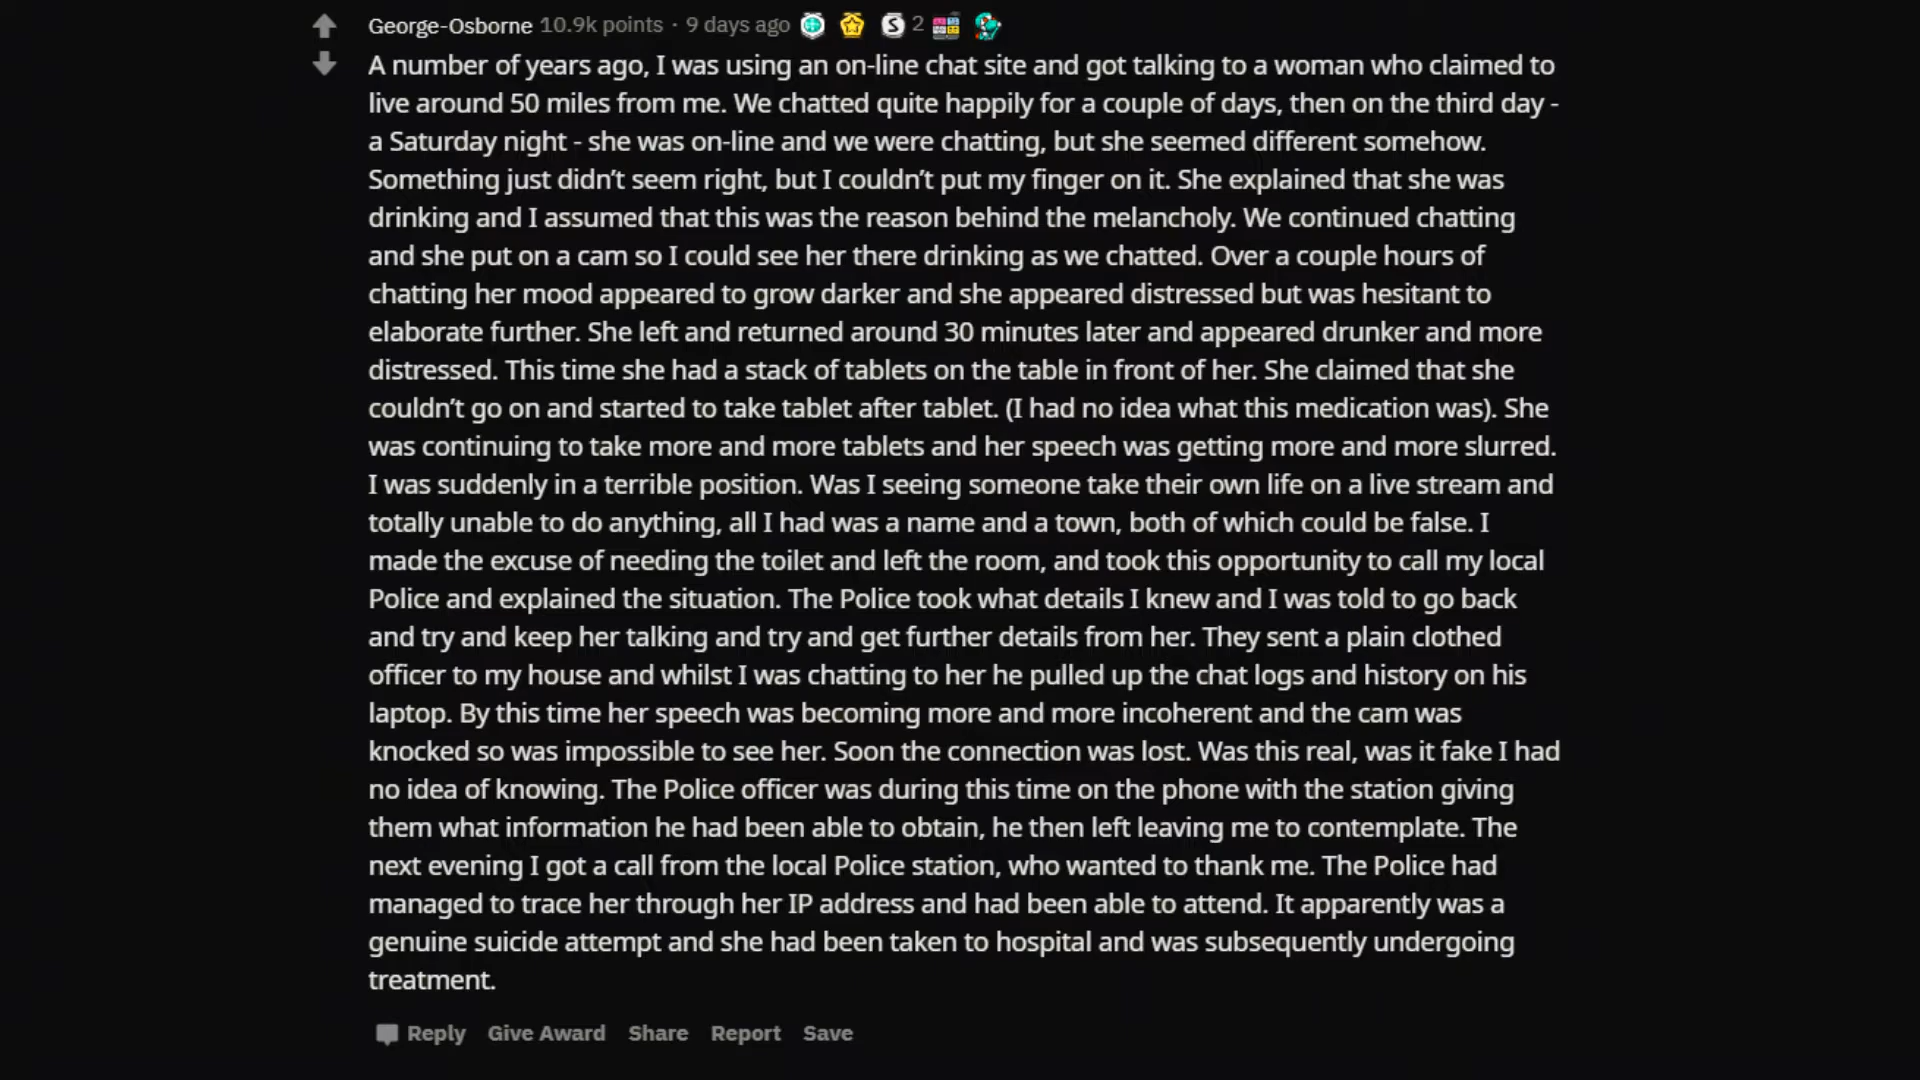 George-Osborne 10.9k points · 9 days ago 2
A number of years ago, I was using an on-line chat site and got talking to a woman who claimed to
live around 50 miles from me. We chatted quite happily for a couple of days, then on the third day -
a Saturday night - she was on-line and we were chatting, but she seemed different somehow.
Something just didn’t seem right, but I couldn’t put my finger on it. She explained that she was
drinking and I assumed that this was the reason behind the melancholy. We continued chatting
and she put on a cam so I could see her there drinking as we chatted. Over a couple hours of
chatting her mood appeared to grow darker and she appeared distressed but was hesitant to
elaborate further. She left and returned around 30 minutes later and appeared drunker and more
distressed. This time she had a stack of tablets on the table in front of her. She claimed that she
couldn’t go on and started to take tablet after tablet. (I had no idea what this medication was). She
was continuing to take more and more tablets and her speech was getting more and more slurred.
I was suddenly in a terrible position. Was I seeing someone take their own life on a live stream and
totally unable to do anything, all I had was a name and a town, both of which could be false. I
made the excuse of needing the toilet and left the room, and took this opportunity to call my local
Police and explained the situation. The Police took what details I knew and I was told to go back
and try and keep her talking and try and get further details from her. They sent a plain clothed
officer to my house and whilst I was chatting to her he pulled up the chat logs and history on his
laptop. By this time her speech was becoming more and more incoherent and the cam was
knocked so was impossible to see her. Soon the connection was lost. Was this real, was it fake I had
no idea of knowing. The Police officer was during this time on the phone with the station giving
them what information he had been able to obtain, he then left leaving me to contemplate. The
next evening I got a call from the local Police station, who wanted to thank me. The Police had
managed to trace her through her IP address and had been able to attend. It apparently was a
genuine suicide attempt and she had been taken to hospital and was subsequently undergoing
treatment.
Reply Give Award Share Report Save